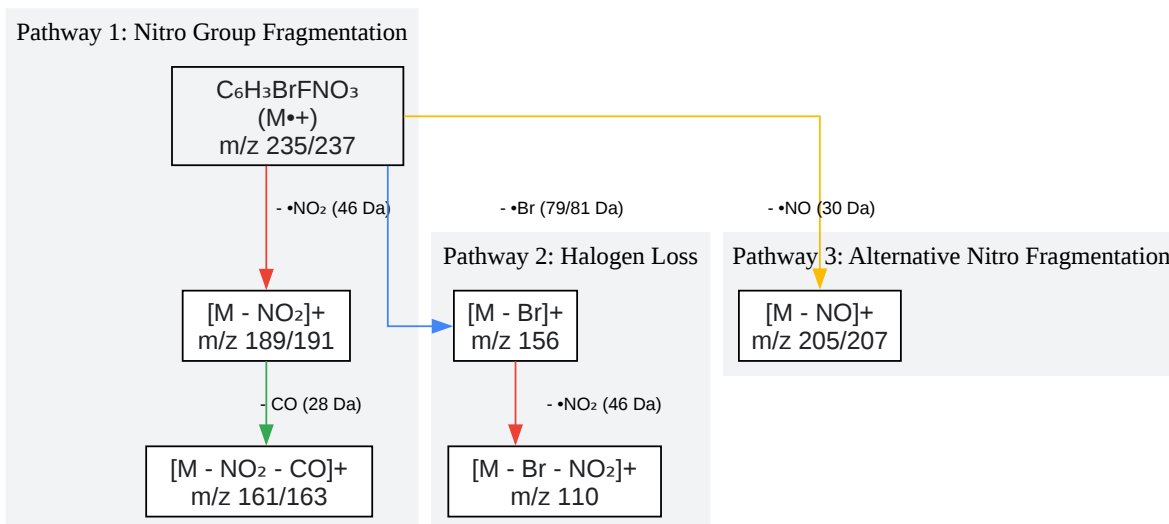 Pathway 1: Nitro Group Fragmentation
C₆H₃BrFNO₃
(M•+)
m/z 235/237
- •NO₂ (46 Da)
- •Br (79/81 Da)
- •NO (30 Da)
Pathway 2: Halogen Loss
Pathway 3: Alternative Nitro Fragmentation
[M - NO₂]+
m/z 189/191
[M - Br]+
m/z 156
[M - NO]+
m/z 205/207
- CO (28 Da)
- •NO₂ (46 Da)
[M - NO₂ - CO]+
m/z 161/163
[M - Br - NO₂]+
m/z 110